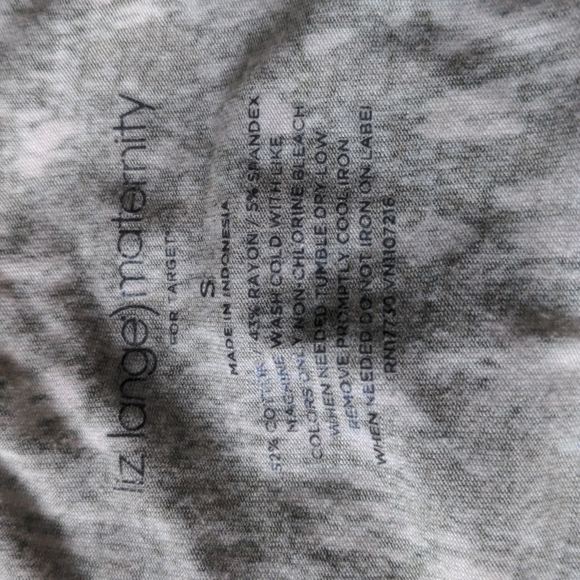 liz lange) maternity
FOR TARGET
S
MADE IN INDONESIA
52% COTTON / 43% RAYON / 5% SPANDEX
MACHINE WASH COLD WITH LIKE
COLORS ONLY NON-CHLORINE BLEACH
WHEN NEEDED TUMBLE DRY LOW
REMOVE PROMPTLY COOL IRON
WHEN NEEDED DO NOT IRON ON LABEL
RN17730 VN1107216